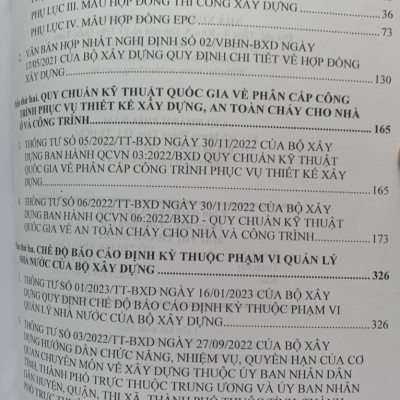 PHỤ LỤC III. MẪU HỢP ĐỒNG THI CÔNG XÂY DỰNG ........ 36
PHỤ LỤC IV. MẪU HỢP ĐỒNG EPC ........ 73
2. VĂN BẢN HỢP NHẤT NGHỊ ĐỊNH SỐ 02/VBHN-BXD NGÀY
17/05/2021 CỦA BỘ XÂY DỰNG QUY ĐỊNH CHI TIẾT VỀ HỢP ĐỒNG
XÂY DỰNG ........ 130
thứ hai. QUY CHUẨN KỸ THUẬT QUỐC GIA VỀ PHÂN CẤP CÔNG
TRÌNH PHỤC VỤ THIẾT KẾ XÂY DỰNG, AN TOÀN CHÁY CHO NHÀ
VÀ CÔNG TRÌNH ........ 165
THÔNG TƯ SỐ 05/2022/TT-BXD NGÀY 30/11/2022 CỦA BỘ XÂY
DỰNG BAN HÀNH QCVN 03:2022/BXD QUY CHUẨN KỸ THUẬT
QUỐC GIA VỀ PHÂN CẤP CÔNG TRÌNH PHỤC VỤ THIẾT KẾ XÂY
DỰNG ........ 165
THÔNG TƯ SỐ 06/2022/TT-BXD NGÀY 30/11/2022 CỦA BỘ XÂY
DỰNG BAN HÀNH QCVN 06:2022/BXD - QUY CHUẨN KỸ THUẬT
QUỐC GIA VỀ AN TOÀN CHÁY CHO NHÀ VÀ CÔNG TRÌNH ........ 173
thứ ba. CHẾ ĐỘ BÁO CÁO ĐỊNH KỲ THUỘC PHẠM VI QUẢN LÝ
NHÀ NƯỚC CỦA BỘ XÂY DỰNG ........ 326
THÔNG TƯ SỐ 01/2023/TT-BXD NGÀY 16/01/2023 CỦA BỘ XÂY
DỰNG QUY ĐỊNH CHẾ ĐỘ BÁO CÁO ĐỊNH KỲ THUỘC PHẠM VI
QUẢN LÝ NHÀ NƯỚC CỦA BỘ XÂY DỰNG ........ 326
THÔNG TƯ SỐ 03/2022/TT-BXD NGÀY 27/09/2022 CỦA BỘ XÂY
DỰNG HƯỚNG DẪN CHỨC NĂNG, NHIỆM VỤ, QUYỀN HẠN CỦA CƠ
QUAN CHUYÊN MÔN VỀ XÂY DỰNG THUỘC ỦY BAN NHÂN DÂN
TỈNH, THÀNH PHỐ TRỰC THUỘC TRUNG ƯƠNG VÀ ỦY BAN NHÂN
DÂN HUYỆN, QUẬN, THỊ XÃ, THÀNH PHỐ THUỘC TỈNH, THÀNH
PHỐ TRỰC